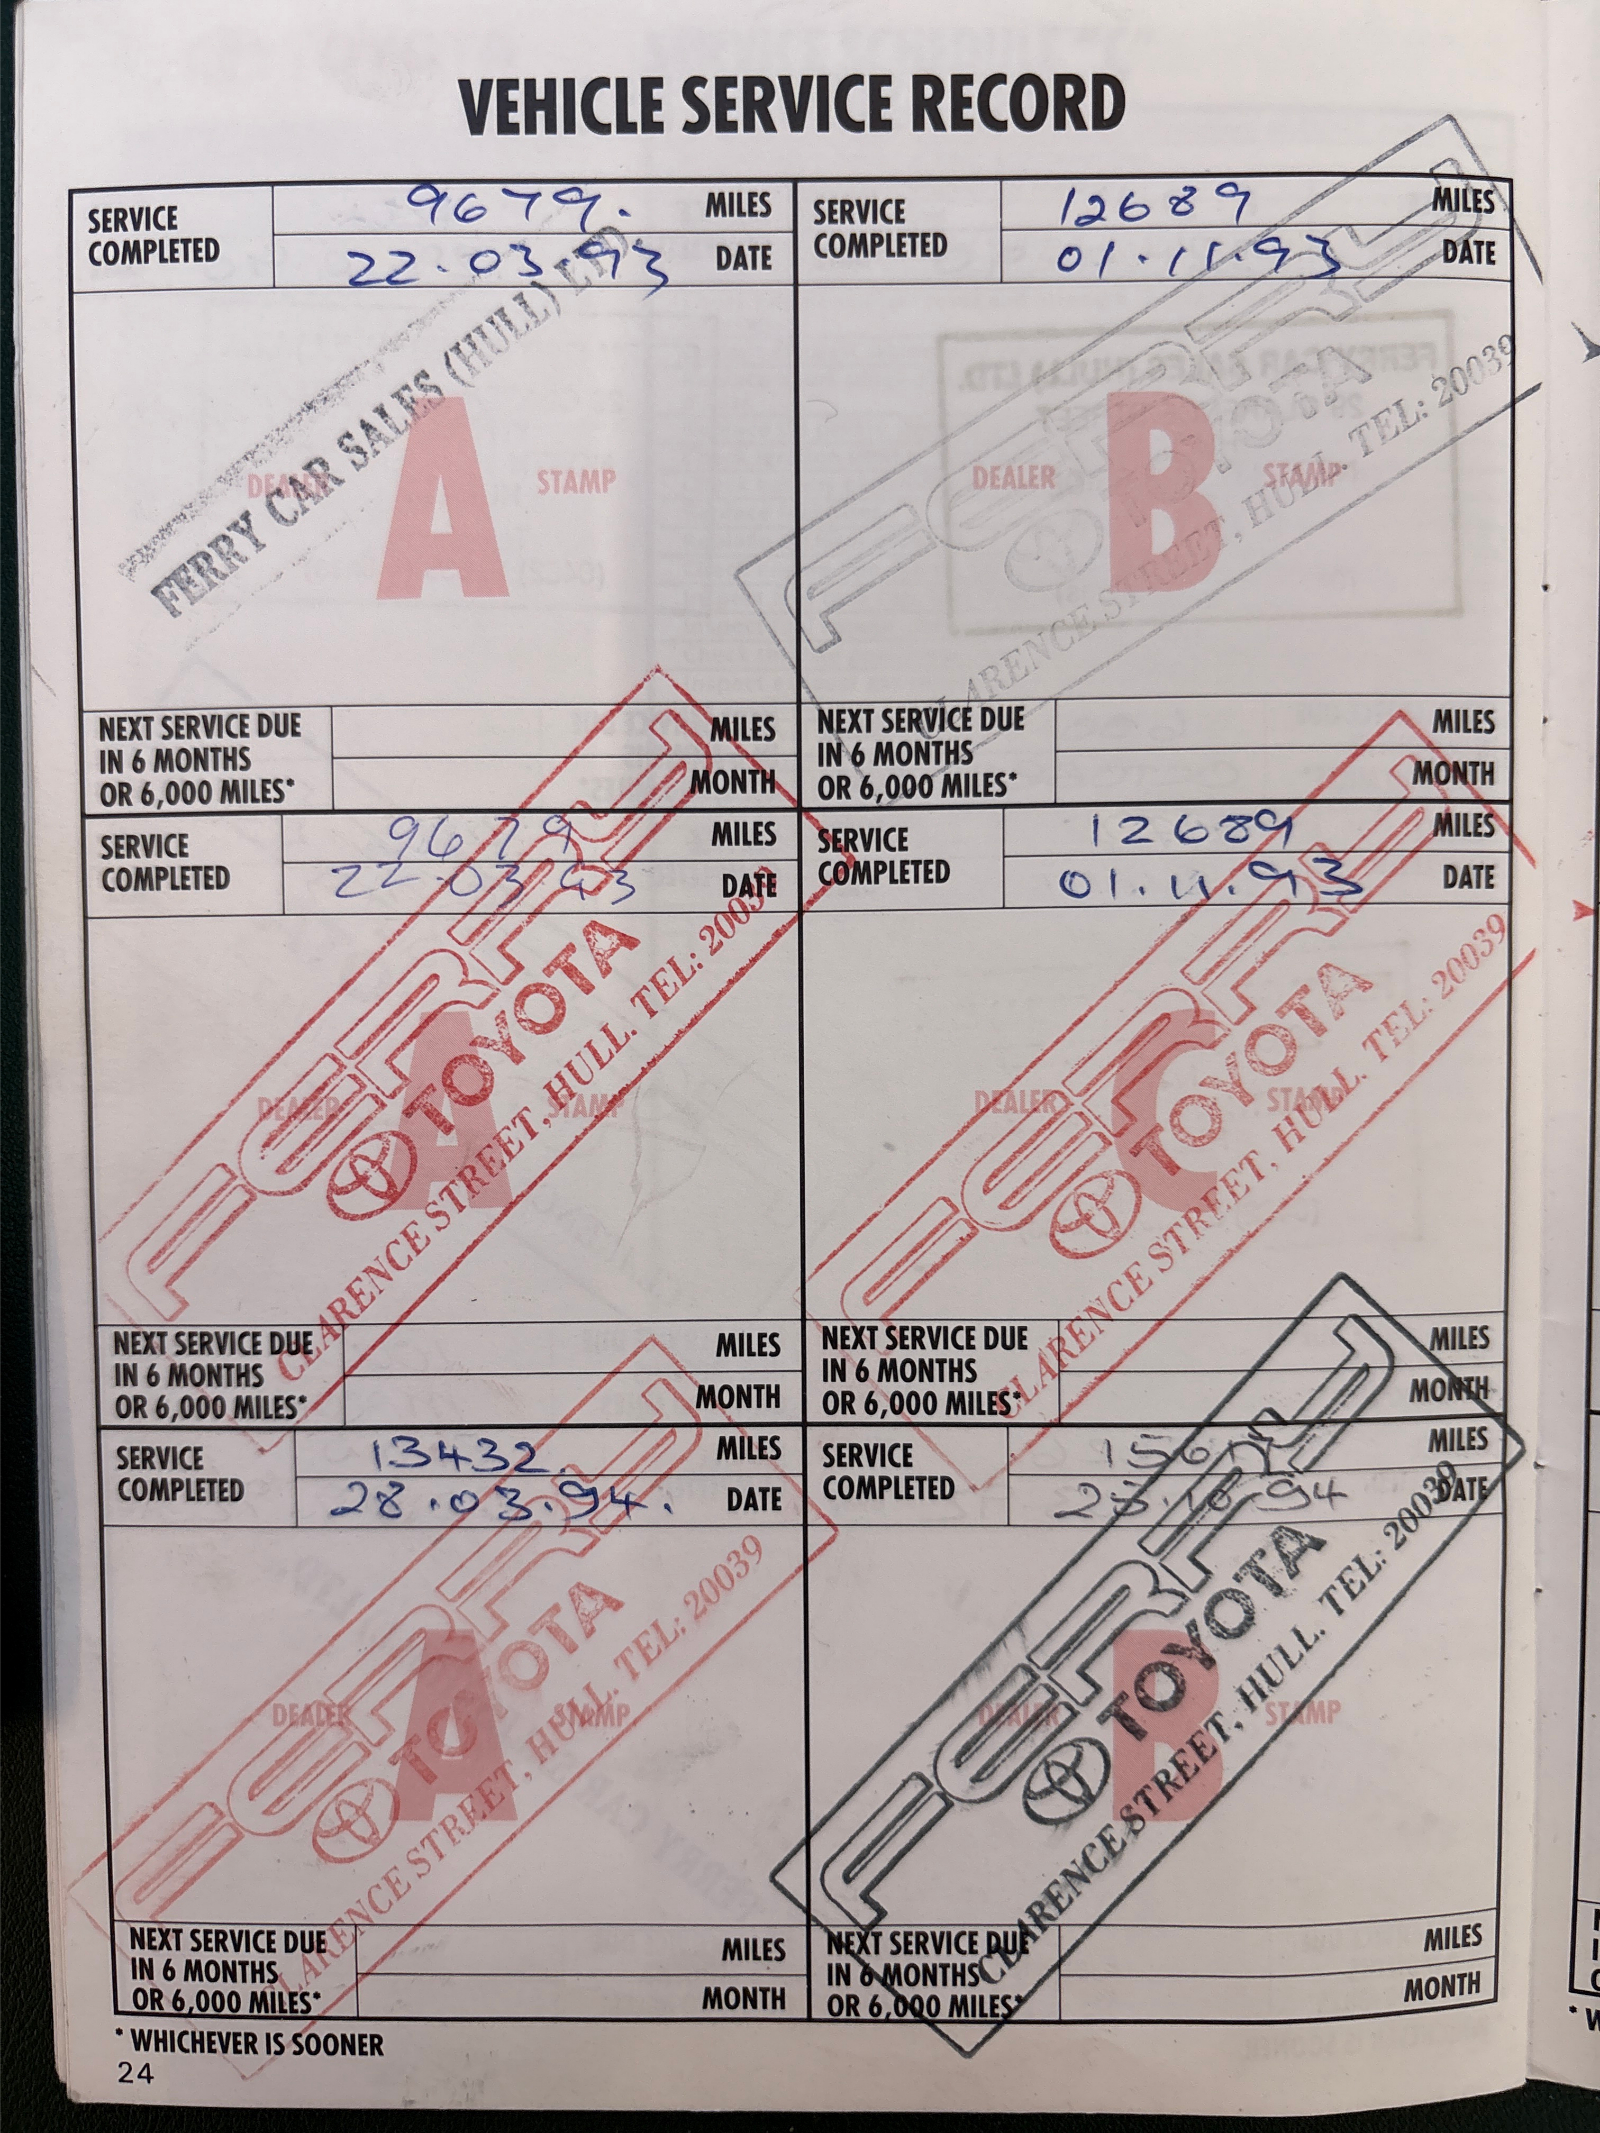 VEHICLE SERVICE RECORD
SERVICE
COMPLETED
9679. MILES
22.03.93 DATE
FERRY CAR SALES (HULL) LTD
DEALER A STAMP
NEXT SERVICE DUE
IN 6 MONTHS
OR 6,000 MILES*
MILES
MONTH
SERVICE
COMPLETED
12689 MILES
01.11.93 DATE
FERRY
TOYOTA
CLARENCE STREET, HULL. TEL: 20039
DEALER B STAMP
NEXT SERVICE DUE
IN 6 MONTHS
OR 6,000 MILES*
MILES
MONTH
SERVICE
COMPLETED
9679 MILES
22.03.93 DATE
FERRY
TOYOTA
CLARENCE STREET, HULL. TEL: 20039
DEALER A STAMP
NEXT SERVICE DUE
IN 6 MONTHS
OR 6,000 MILES*
MILES
MONTH
SERVICE
COMPLETED
12689 MILES
01.11.93 DATE
FERRY
TOYOTA
CLARENCE STREET, HULL. TEL: 20039
DEALER C STAMP
NEXT SERVICE DUE
IN 6 MONTHS
OR 6,000 MILES*
MILES
MONTH
SERVICE
COMPLETED
13432. MILES
28.03.94. DATE
FERRY
TOYOTA
CLARENCE STREET, HULL. TEL: 20039
DEALER A STAMP
NEXT SERVICE DUE
IN 6 MONTHS
OR 6,000 MILES*
MILES
MONTH
SERVICE
COMPLETED
MILES
DATE
FERRY
TOYOTA
CLARENCE STREET, HULL. TEL: 20039
DEALER B STAMP
NEXT SERVICE DUE
IN 6 MONTHS
OR 6,000 MILES*
MILES
MONTH
* WHICHEVER IS SOONER
24